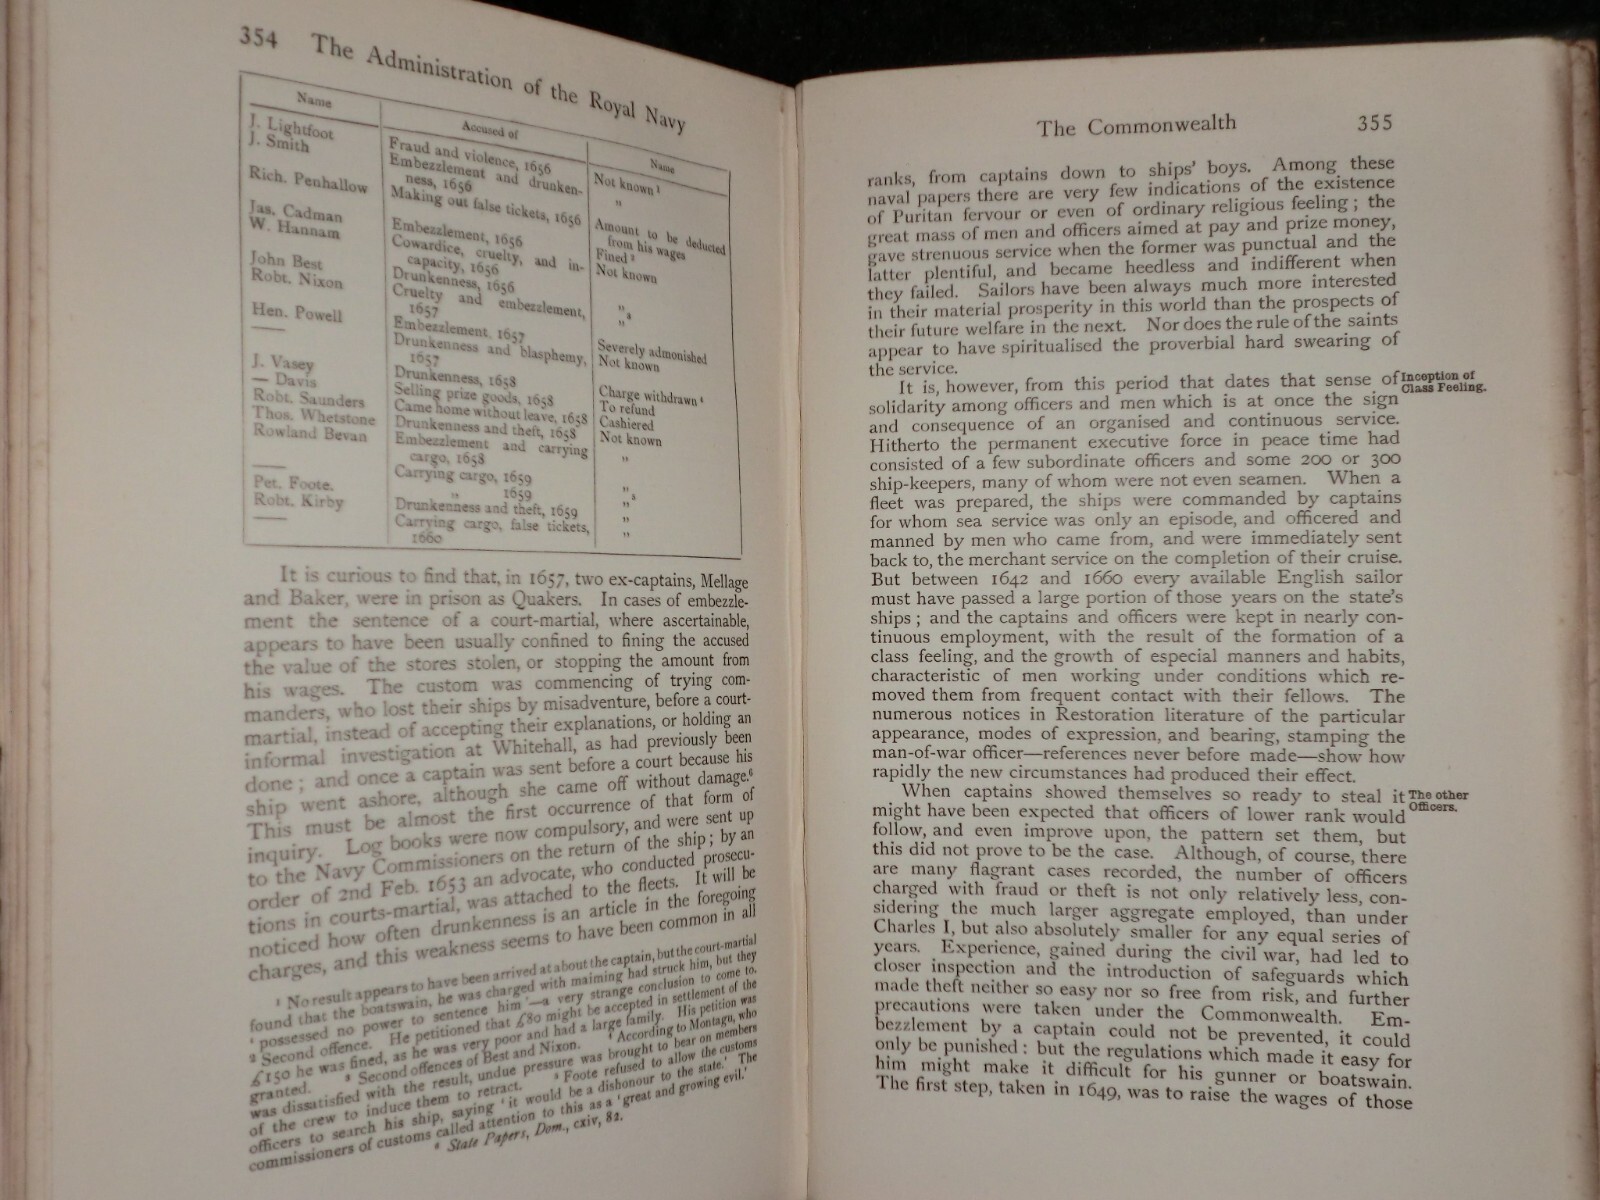 354 The Administration of the Royal Navy
Name Accused of Name
J. Lightfoot Fraud and violence, 1656 Not known ¹
J. Smith Embezzlement and drunken- "
ness, 1656
Rich. Penhallow Making out false tickets, 1656 Amount to be deducted
from his wages
Jas. Cadman Embezzlement, 1656 Fined ²
W. Hannam Cowardice, cruelty, and in- Not known
capacity, 1656
John Best Drunkenness, 1656 "
Robt. Nixon Cruelty and embezzlement, " ³
1657
Hen. Powell Embezzlement, 1657 Severely admonished
—— Drunkenness and blasphemy, Not known
1657
J. Vasey Drunkenness, 1658 Charge withdrawn ⁴
— Davis Selling prize goods, 1658 To refund
Robt. Saunders Came home without leave, 1658 Cashiered
Thos. Whetstone Drunkenness and theft, 1658 Not known
Rowland Bevan Embezzlement and carrying "
cargo, 1658
—— Carrying cargo, 1659 "
Pet. Foote. " 1659 " ⁵
Robt. Kirby Drunkenness and theft, 1659 "
—— Carrying cargo, false tickets, "
1660
It is curious to find that, in 1657, two ex-captains, Mellage
and Baker, were in prison as Quakers. In cases of embezzle-
ment the sentence of a court-martial, where ascertainable,
appears to have been usually confined to fining the accused
the value of the stores stolen, or stopping the amount from
his wages. The custom was commencing of trying com-
manders, who lost their ships by misadventure, before a court-
martial, instead of accepting their explanations, or holding an
informal investigation at Whitehall, as had previously been
done; and once a captain was sent before a court because his
ship went ashore, although she came off without damage.⁶
This must be almost the first occurrence of that form of
inquiry. Log books were now compulsory, and were sent up
to the Navy Commissioners on the return of the ship; by an
order of 2nd Feb. 1653 an advocate, who conducted prosecu-
tions in courts-martial, was attached to the fleets. It will be
noticed how often drunkenness is an article in the foregoing
charges, and this weakness seems to have been common in all
¹ No result appears to have been arrived at about the captain, but the court-martial
found that the boatswain, he was charged with maiming had struck him, but they
'possessed no power to sentence him'—a very strange conclusion to come to.
² Second offence. He petitioned that £80 might be accepted in settlement of the
£150 he was fined, as he was very poor and had a large family. His petition was
granted. ³ Second offences of Best and Nixon. ⁴ According to Montagu, who
was dissatisfied with the result, undue pressure was brought to bear on members
of the crew to induce them to retract. ⁵ Foote refused to allow the customs
officers to search his ship, saying 'it would be a dishonour to the state.' The
commissioners of customs called attention to this as a 'great and growing evil.'
⁶ State Papers, Dom., cxiv, 82.
The Commonwealth 355
ranks, from captains down to ships' boys. Among these
naval papers there are very few indications of the existence
of Puritan fervour or even of ordinary religious feeling; the
great mass of men and officers aimed at pay and prize money,
gave strenuous service when the former was punctual and the
latter plentiful, and became heedless and indifferent when
they failed. Sailors have been always much more interested
in their material prosperity in this world than the prospects of
their future welfare in the next. Nor does the rule of the saints
appear to have spiritualised the proverbial hard swearing of
the service.
It is, however, from this period that dates that sense of
Inception of
Class Feeling.
solidarity among officers and men which is at once the sign
and consequence of an organised and continuous service.
Hitherto the permanent executive force in peace time had
consisted of a few subordinate officers and some 200 or 300
ship-keepers, many of whom were not even seamen. When a
fleet was prepared, the ships were commanded by captains
for whom sea service was only an episode, and officered and
manned by men who came from, and were immediately sent
back to, the merchant service on the completion of their cruise.
But between 1642 and 1660 every available English sailor
must have passed a large portion of those years on the state's
ships; and the captains and officers were kept in nearly con-
tinuous employment, with the result of the formation of a
class feeling, and the growth of especial manners and habits,
characteristic of men working under conditions which re-
moved them from frequent contact with their fellows. The
numerous notices in Restoration literature of the particular
appearance, modes of expression, and bearing, stamping the
man-of-war officer—references never before made—show how
rapidly the new circumstances had produced their effect.
When captains showed themselves so ready to steal it
The other
Officers.
might have been expected that officers of lower rank would
follow, and even improve upon, the pattern set them, but
this did not prove to be the case. Although, of course, there
are many flagrant cases recorded, the number of officers
charged with fraud or theft is not only relatively less, con-
sidering the much larger aggregate employed, than under
Charles I, but also absolutely smaller for any equal series of
years. Experience, gained during the civil war, had led to
closer inspection and the introduction of safeguards which
made theft neither so easy nor so free from risk, and further
precautions were taken under the Commonwealth. Em-
bezzlement by a captain could not be prevented, it could
only be punished: but the regulations which made it easy for
him might make it difficult for his gunner or boatswain.
The first step, taken in 1649, was to raise the wages of those